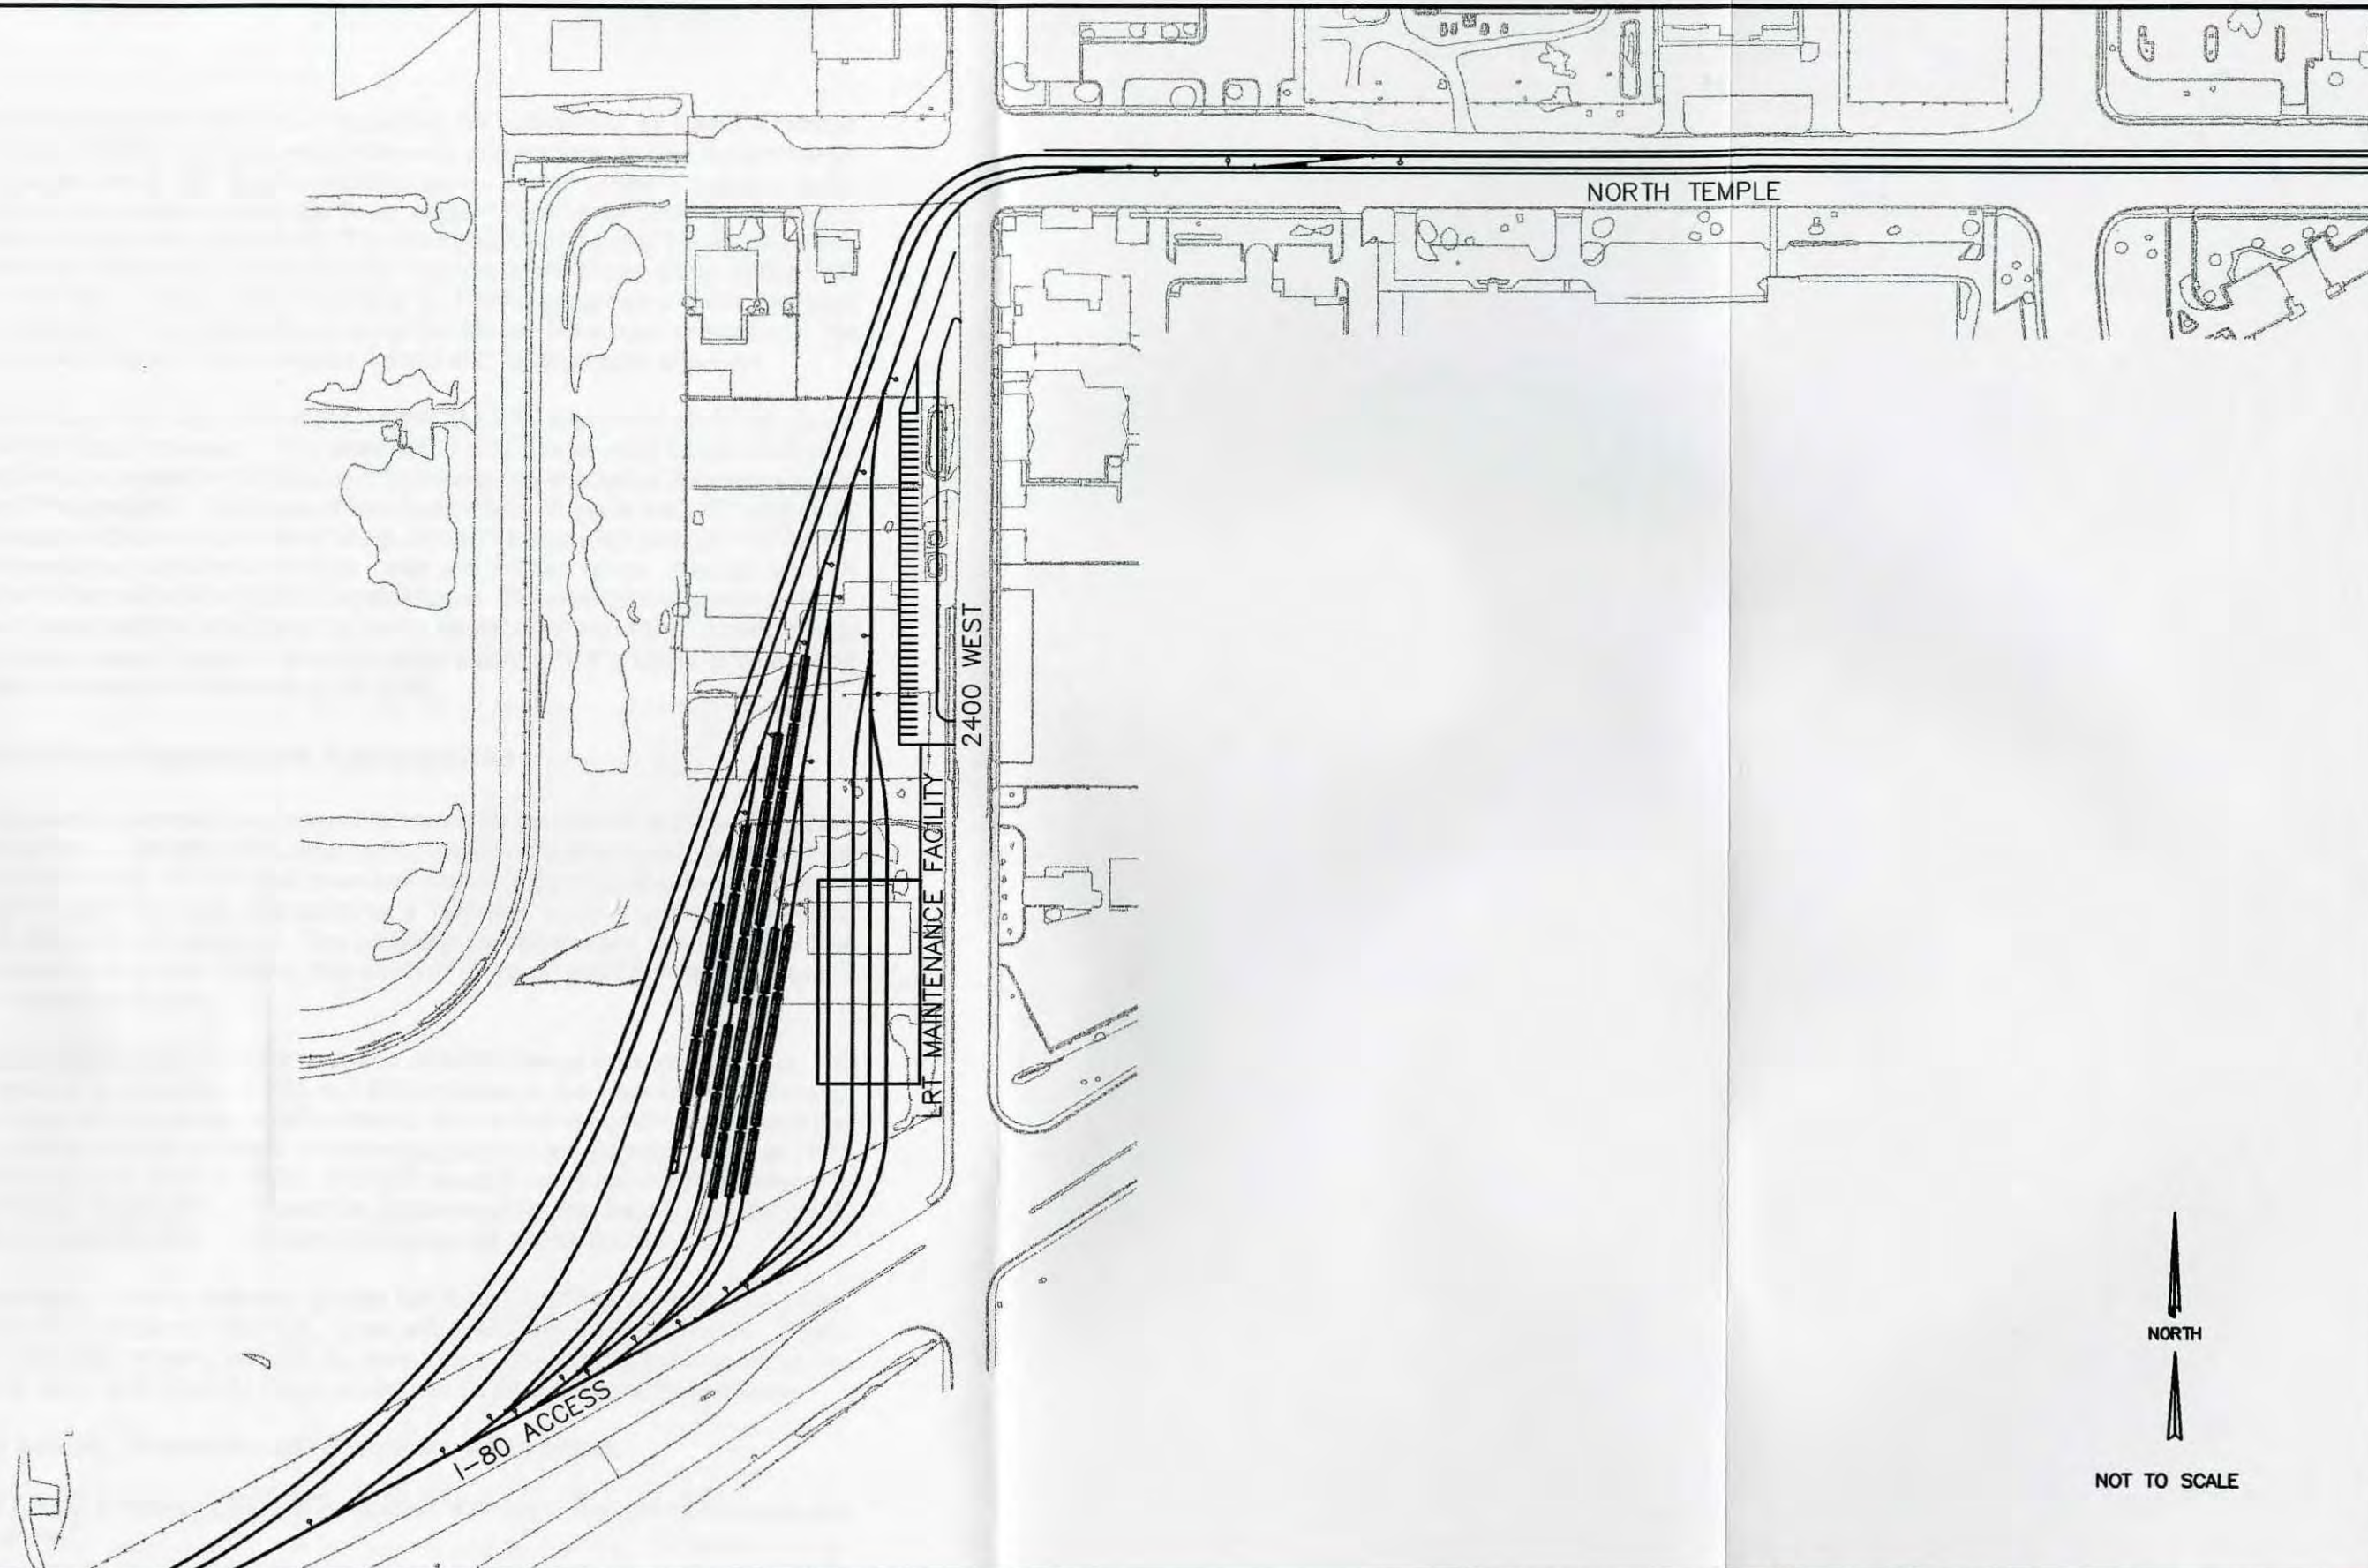 NORTH TEMPLE
2400 WEST
LRT MAINTENANCE FACILITY
I-80 ACCESS
NORTH
NOT TO SCALE